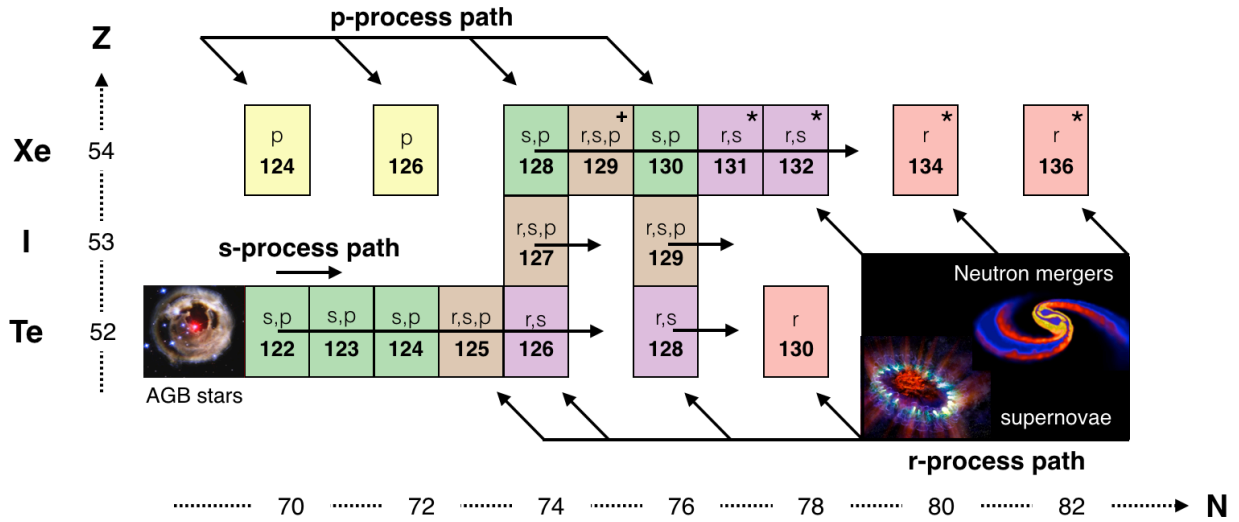 p-process path
Z
Xe 54
p
124
p
126
s,p
128
+
r,s,p
129
s,p
130
*
r,s
131
*
r,s
132
*
r
134
*
r
136
I 53
r,s,p
127
r,s,p
129
s-process path
Te 52
s,p
122
s,p
123
s,p
124
r,s,p
125
r,s
126
r,s
128
r
130
AGB stars
Neutron mergers
supernovae
r-process path
70 72 74 76 78 80 82 N